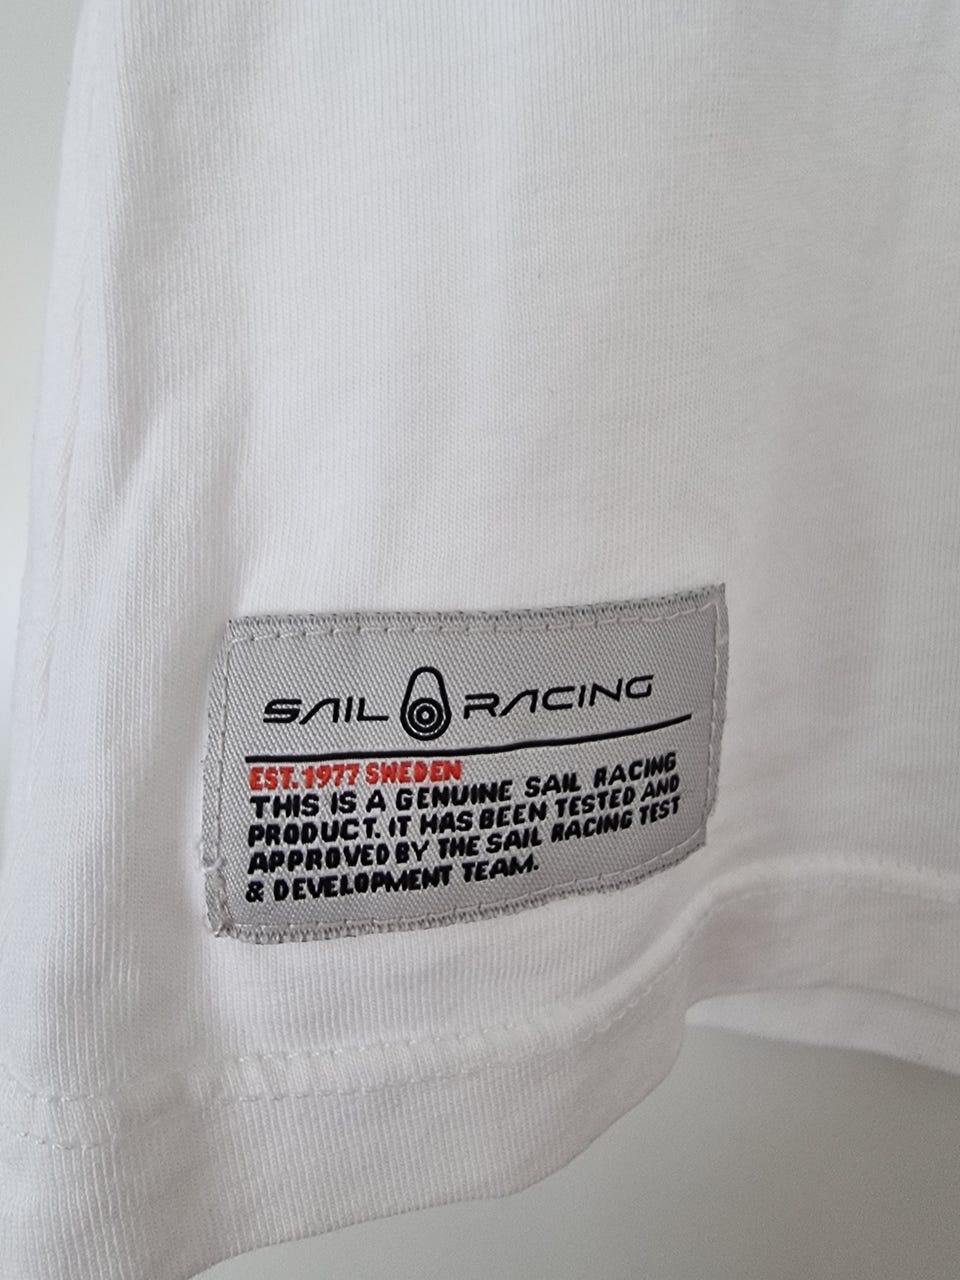 SAIL RACING
EST. 1977 SWEDEN
THIS IS A GENUINE SAIL RACING
PRODUCT. IT HAS BEEN TESTED AND
APPROVED BY THE SAIL RACING TEST
& DEVELOPMENT TEAM.